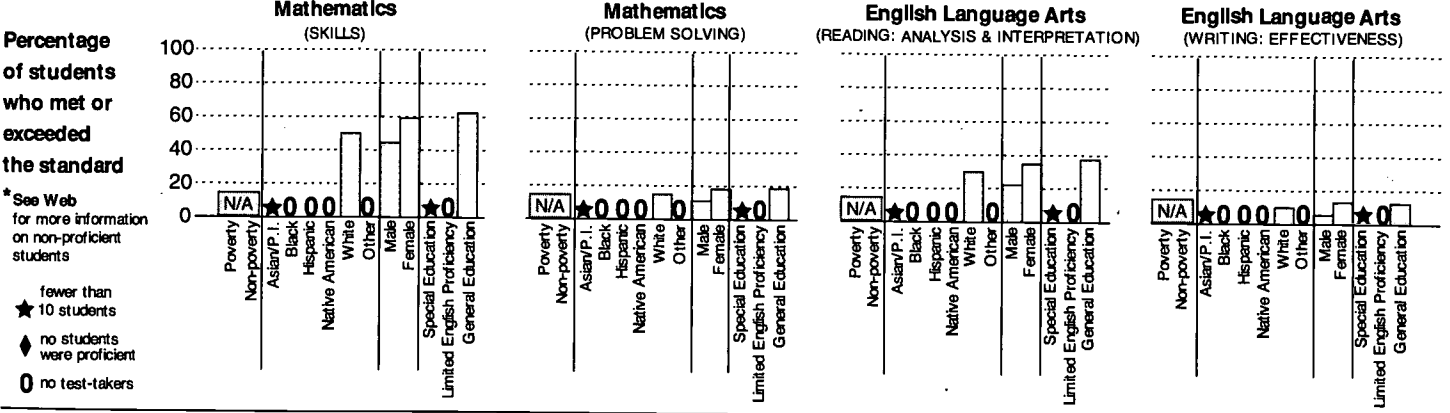 Percentage
of students
who met or
exceeded
the standard
*See Web
for more information
on non-proficient
students
★ fewer than
10 students
♦ no students
were proficient
0 no test-takers
Mathematics
(SKILLS)
100
80
60
40
20
0
N/A
★ 0 0 0 0 ★ 0
Poverty
Non-poverty
Asian/P.I.
Black
Hispanic
Native American
White
Other
Male
Female
Special Education
Limited English Proficiency
General Education
Mathematics
(PROBLEM SOLVING)
N/A
★ 0 0 0 0 ★ 0
Poverty
Non-poverty
Asian/P.I.
Black
Hispanic
Native American
White
Other
Male
Female
Special Education
Limited English Proficiency
General Education
English Language Arts
(READING: ANALYSIS & INTERPRETATION)
N/A
★ 0 0 0 0 ★ 0
Poverty
Non-poverty
Asian/P.I.
Black
Hispanic
Native American
White
Other
Male
Female
Special Education
Limited English Proficiency
General Education
English Language Arts
(WRITING: EFFECTIVENESS)
N/A
★ 0 0 0 0 ★ 0
Poverty
Non-poverty
Asian/P.I.
Black
Hispanic
Native American
White
Other
Male
Female
Special Education
Limited English Proficiency
General Education